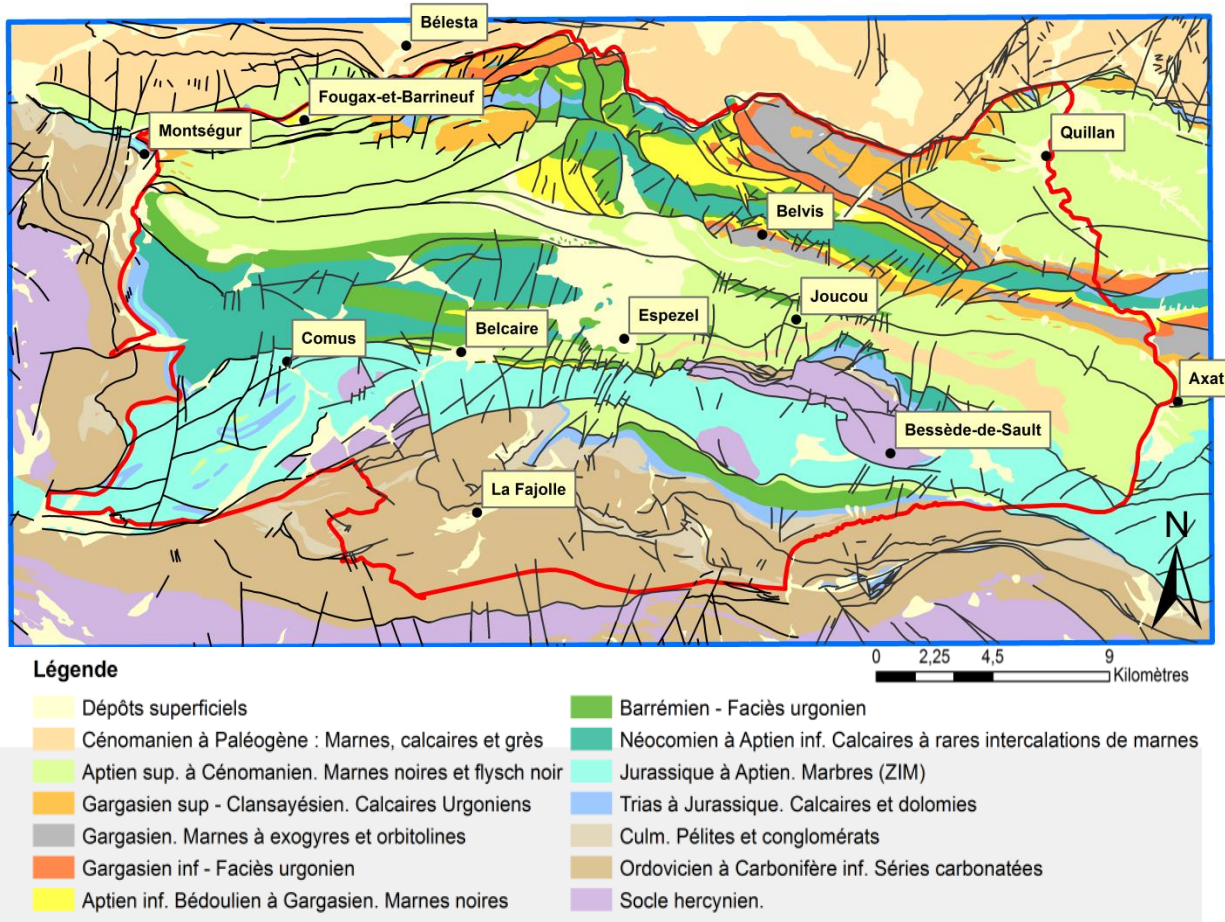 Bélesta
Fougax-et-Barrineuf
Montségur
Quillan
Belvis
Joucou
Espezel
Belcaire
Comus
Axat
Bessède-de-Sault
La Fajolle
N
0 2,25 4,5 9
Kilomètres
Légende
Dépôts superficiels
Cénomanien à Paléogène : Marnes, calcaires et grès
Aptien sup. à Cénomanien. Marnes noires et flysch noir
Gargasien sup - Clansayésien. Calcaires Urgoniens
Gargasien. Marnes à exogyres et orbitolines
Gargasien inf - Faciès urgonien
Aptien inf. Bédoulien à Gargasien. Marnes noires
Barrémien - Faciès urgonien
Néocomien à Aptien inf. Calcaires à rares intercalations de marnes
Jurassique à Aptien. Marbres (ZIM)
Trias à Jurassique. Calcaires et dolomies
Culm. Pélites et conglomérats
Ordovicien à Carbonifère inf. Séries carbonatées
Socle hercynien.